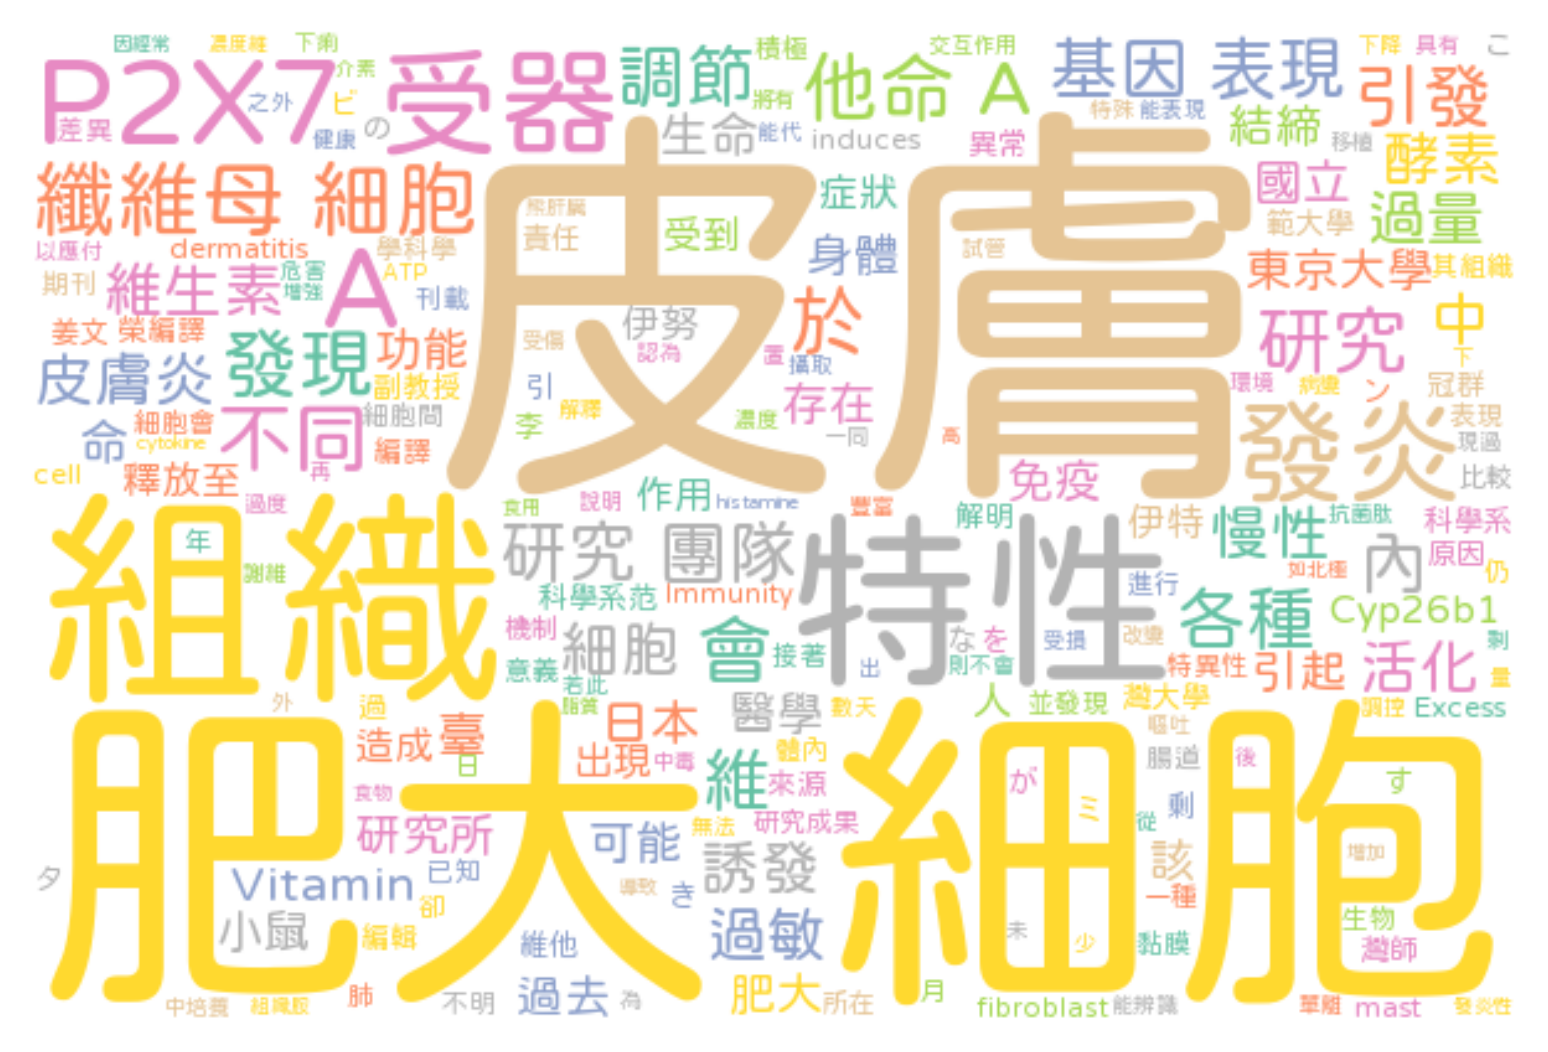 因經常 濃度維 下痢 積極 交互作用 下降 具有 こ
P2X7 受器 調節 他命 A 基因 表現 引發
介素 之外 ビ 將有 特殊 能表現 結締 移植
差異 健康 の 生命 能代 induces 異常 酵素
纖維母 細胞 症狀 國立 過量
熊肝臟 責任 受到 試管 範大學
以應付 dermatitis 學科學 身體 東京大學 其組織
期刊 維生素 A 危害 增強 ATP 刊載
皮膚
姜文 榮編譯 發現 功能 伊努 於 研究 中
受傷 認為 置 攝取 下
皮膚炎 副教授 引 存在 環境 病變 ン 冠群
命 細胞會 不同 細胞間 李 解釋 濃度 發炎 表現
cytokine 編譯 一同 高 現過
cell 釋放至 再 免疫 比較
過度 食用 說明 作用 histamine 豐富 解明 伊特 慢性 抗菌肽 科學系
組織 年 研究 團隊 特性 內 原因
謝維 如北極 仍
科學系范 Immunity 進行 各種 Cyp26b1
機制 細胞 會 な を 受損 改變 剩
意義 若此 接著 出 則不會 特異性 引起 活化 量
外 過 脂質 日本 醫學 數天 人 並發現 灣大學 調控 Excess
造成 臺 嘔吐
日 出現 中毒 體內 腸道 後
食物 維 來源 が ミ す
肥大細胞
研究所 可能 無法 研究成果 剩 從
タ Vitamin 已知 導致 き 誘發 該 增加
小鼠 卻 一種
編輯 維他 過敏 未 少 黏膜 生物 灣師
中培養 組織胺 肺 不明 過去 為 肥大 所在 月 fibroblast 能辨識 單離 mast 發炎性